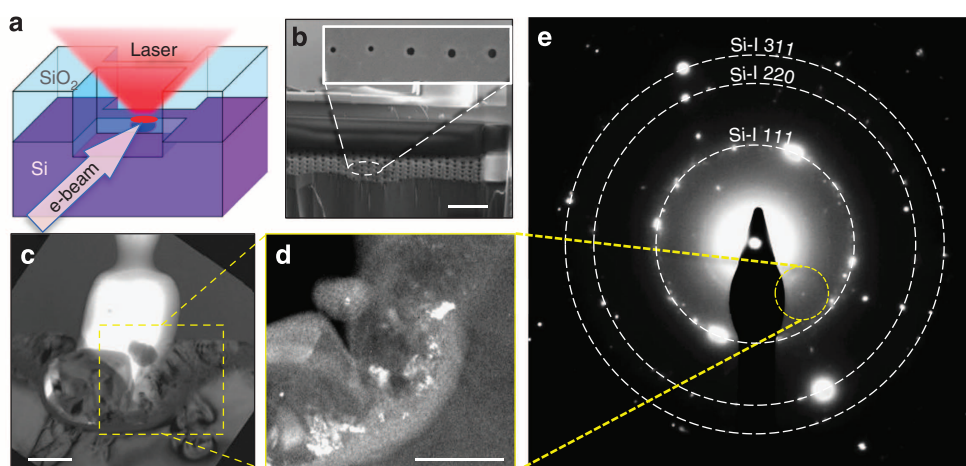 a
Laser
SiO2
Si
e-beam
b
c
d
e
Si-I 311
Si-I 220
Si-I 111